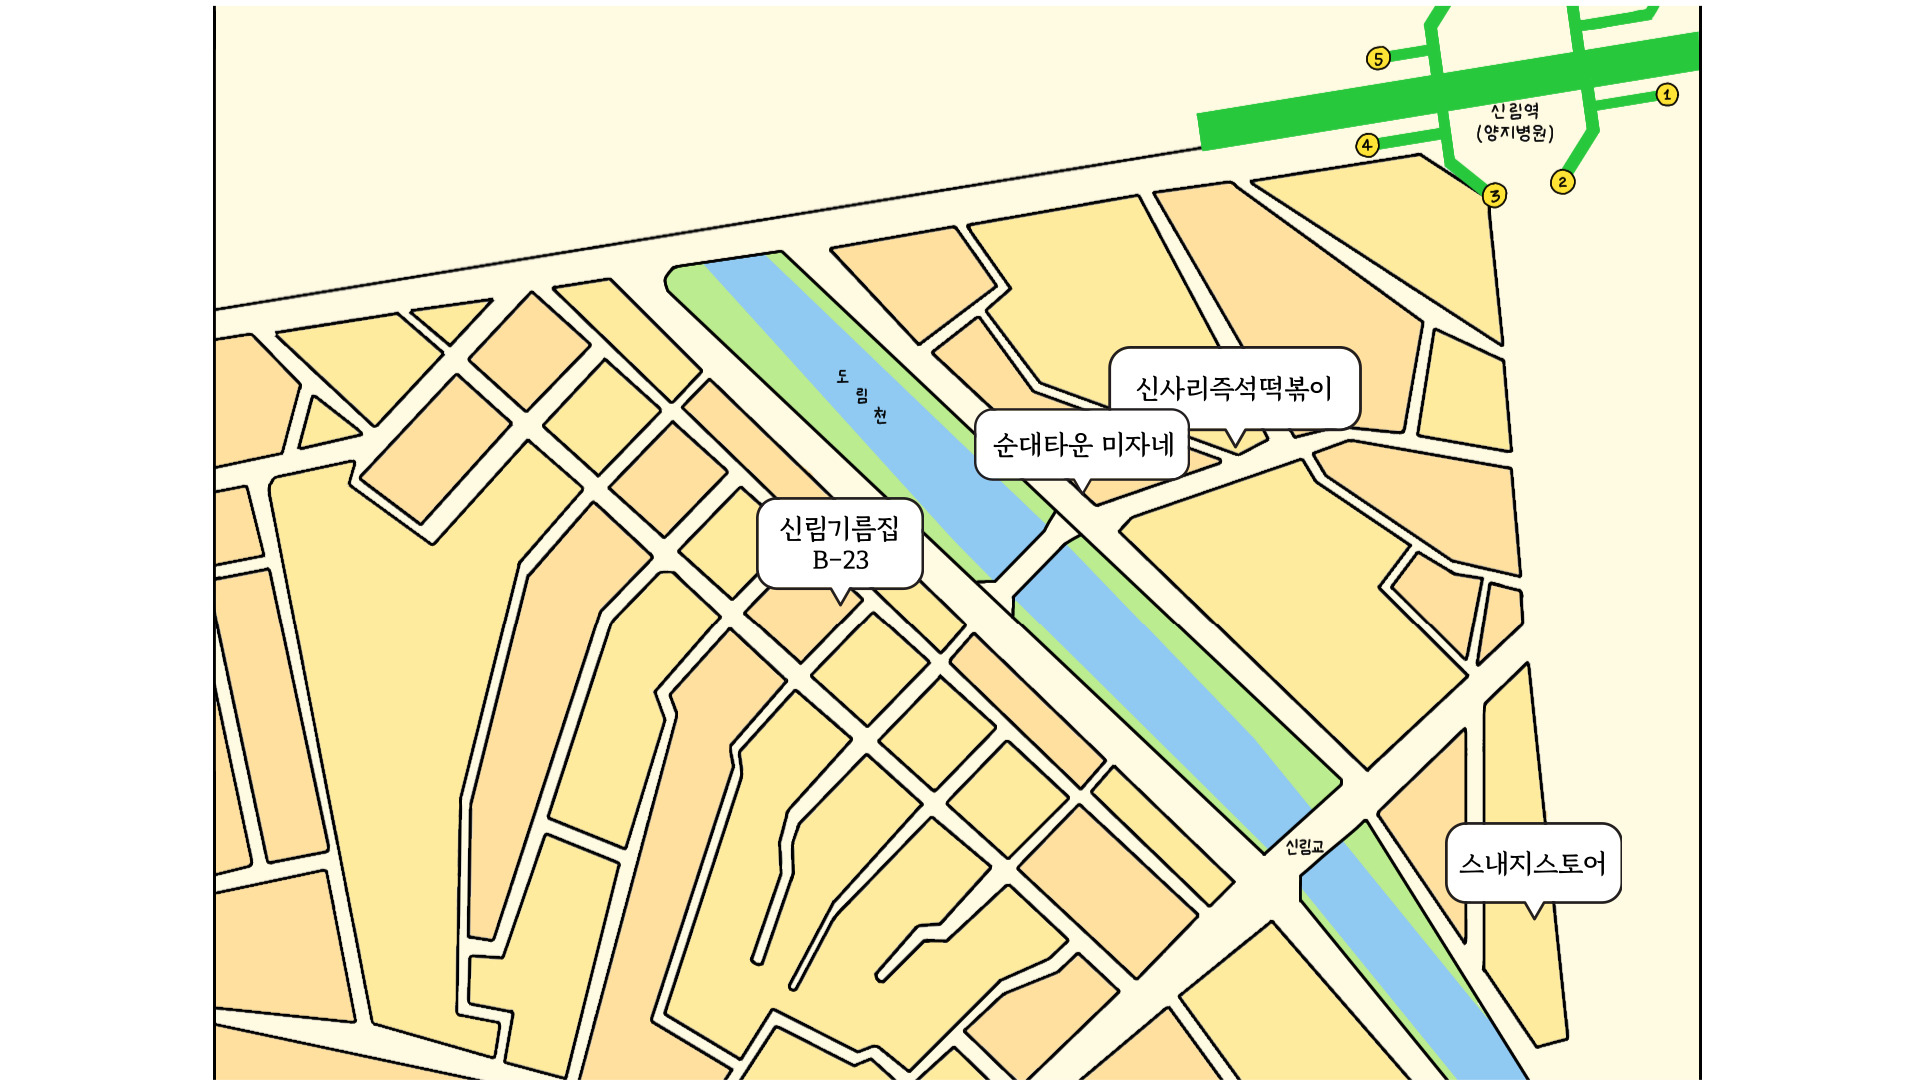 5
1
신림역
(양지병원)
4
2
3
도
림
천
신사리즉석떡볶이
순대타운 미자네
신림기름집
B-23
신림교
스내지스토어